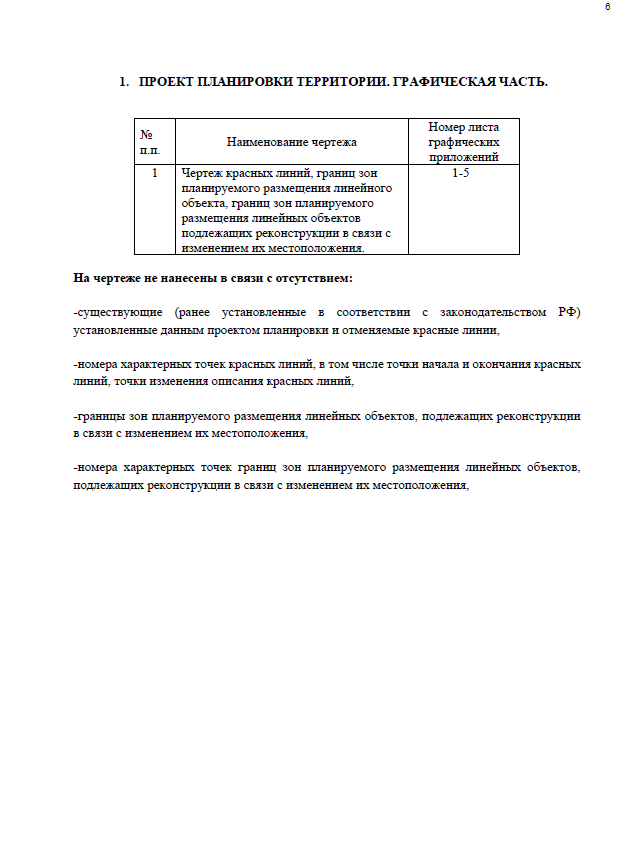 6
1. ПРОЕКТ ПЛАНИРОВКИ ТЕРРИТОРИИ. ГРАФИЧЕСКАЯ ЧАСТЬ.
№
п.п.
Наименование чертежа
Номер листа
графических
приложений
1
Чертеж красных линий, границ зон
планируемого размещения линейного
объекта, границ зон планируемого
размещения линейных объектов
подлежащих реконструкции в связи с
изменением их местоположения.
1-5
На чертеже не нанесены в связи с отсутствием:
-существующие (ранее установленные в соответствии с законодательством РФ)
установленные данным проектом планировки и отменяемые красные линии,
-номера характерных точек красных линий, в том числе точки начала и окончания красных
линий, точки изменения описания красных линий,
-границы зон планируемого размещения линейных объектов, подлежащих реконструкции
в связи с изменением их местоположения,
-номера характерных точек границ зон планируемого размещения линейных объектов,
подлежащих реконструкции в связи с изменением их местоположения,